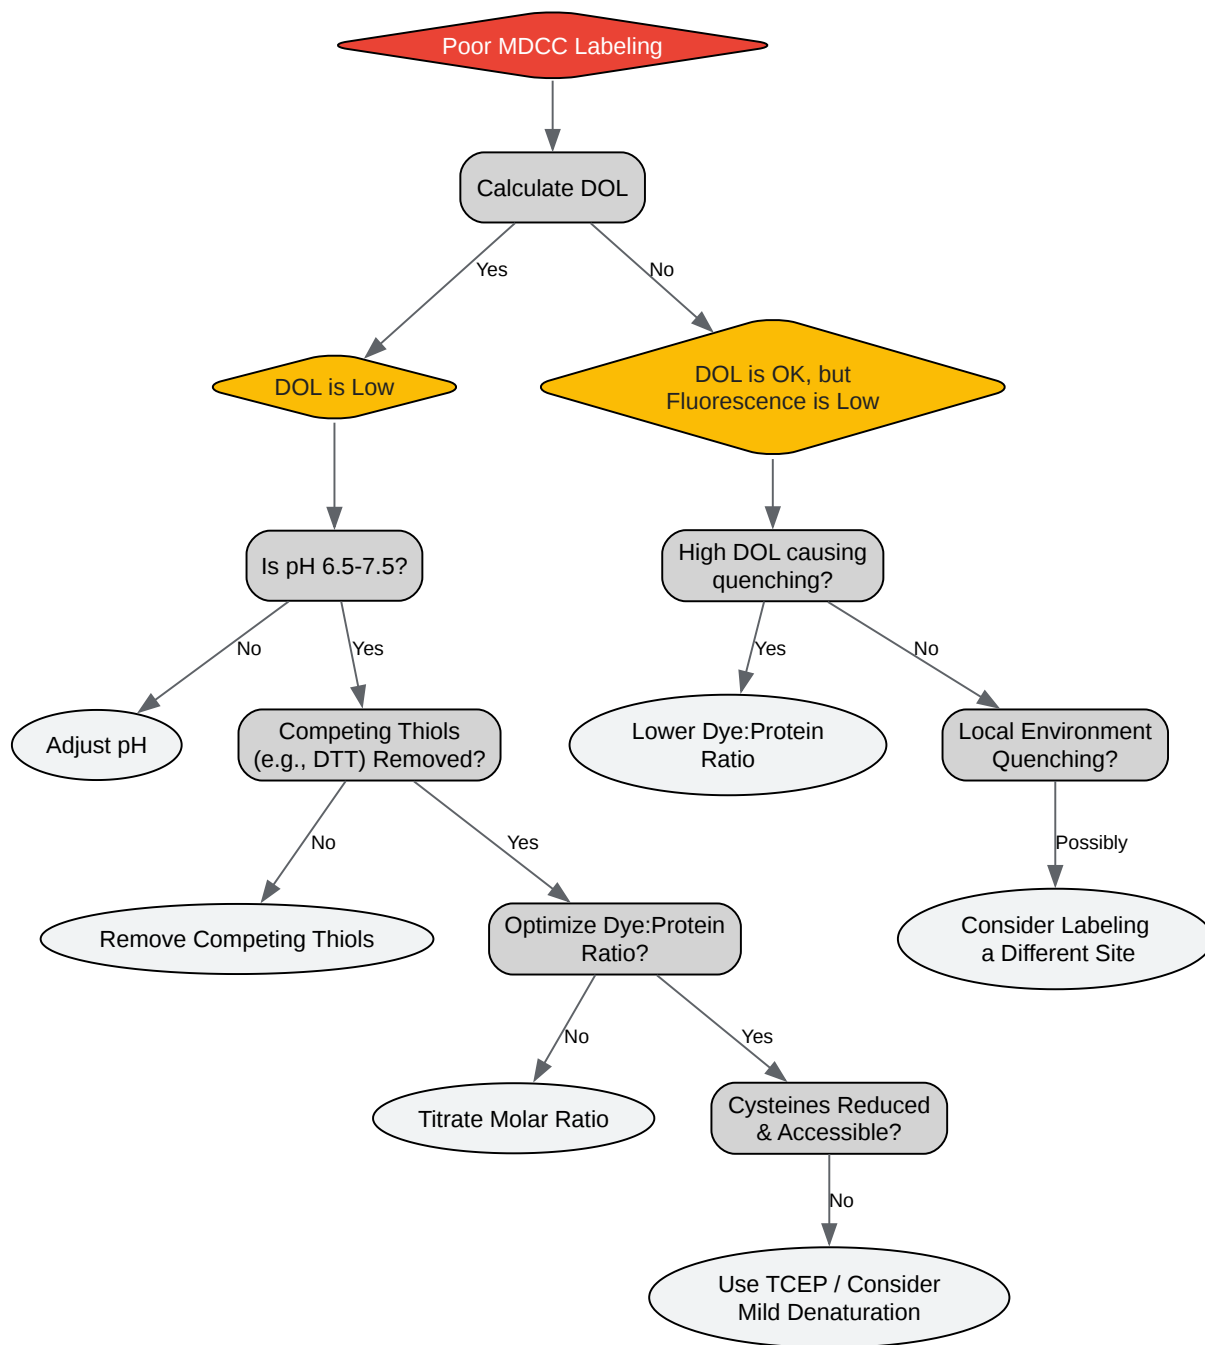 Poor MDCC Labeling
Calculate DOL
Yes
No
DOL is Low
DOL is OK, but
Fluorescence is Low
Is pH 6.5-7.5?
High DOL causing
quenching?
No
Yes
Yes
No
Adjust pH
Competing Thiols
(e.g., DTT) Removed?
Lower Dye:Protein
Ratio
Local Environment
Quenching?
No
Yes
Possibly
Remove Competing Thiols
Optimize Dye:Protein
Ratio?
Consider Labeling
a Different Site
No
Yes
Titrate Molar Ratio
Cysteines Reduced
& Accessible?
No
Use TCEP / Consider
Mild Denaturation